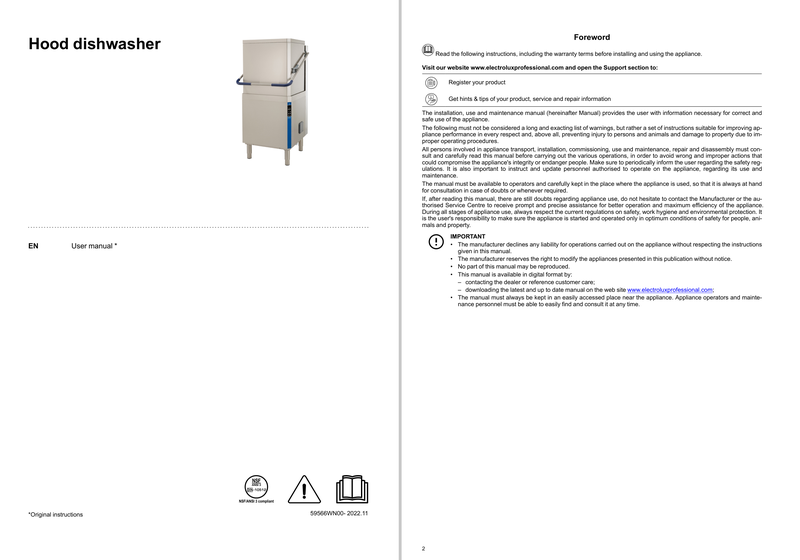 Hood dishwasher
EN User manual *
NSF
NSF/ANSI 3 compliant
*Original instructions
59566WN00- 2022.11
Foreword
Read the following instructions, including the warranty terms before installing and using the appliance.
Visit our website www.electroluxprofessional.com and open the Support section to:
Register your product
Get hints & tips of your product, service and repair information
The installation, use and maintenance manual (hereinafter Manual) provides the user with information necessary for correct and
safe use of the appliance.
The following must not be considered a long and exacting list of warnings, but rather a set of instructions suitable for improving ap-
pliance performance in every respect and, above all, preventing injury to persons and animals and damage to property due to im-
proper operating procedures.
All persons involved in appliance transport, installation, commissioning, use and maintenance, repair and disassembly must con-
sult and carefully read this manual before carrying out the various operations, in order to avoid wrong and improper actions that
could compromise the appliance's integrity or endanger people. Make sure to periodically inform the user regarding the safety reg-
ulations. It is also important to instruct and update personnel authorised to operate on the appliance, regarding its use and
maintenance.
The manual must be available to operators and carefully kept in the place where the appliance is used, so that it is always at hand
for consultation in case of doubts or whenever required.
If, after reading this manual, there are still doubts regarding appliance use, do not hesitate to contact the Manufacturer or the au-
thorised Service Centre to receive prompt and precise assistance for better operation and maximum efficiency of the appliance.
During all stages of appliance use, always respect the current regulations on safety, work hygiene and environmental protection. It
is the user's responsibility to make sure the appliance is started and operated only in optimum conditions of safety for people, ani-
mals and property.
IMPORTANT
• The manufacturer declines any liability for operations carried out on the appliance without respecting the instructions
given in this manual.
• The manufacturer reserves the right to modify the appliances presented in this publication without notice.
• No part of this manual may be reproduced.
• This manual is available in digital format by:
– contacting the dealer or reference customer care;
– downloading the latest and up to date manual on the web site www.electroluxprofessional.com;
• The manual must always be kept in an easily accessed place near the appliance. Appliance operators and mainte-
nance personnel must be able to easily find and consult it at any time.
2